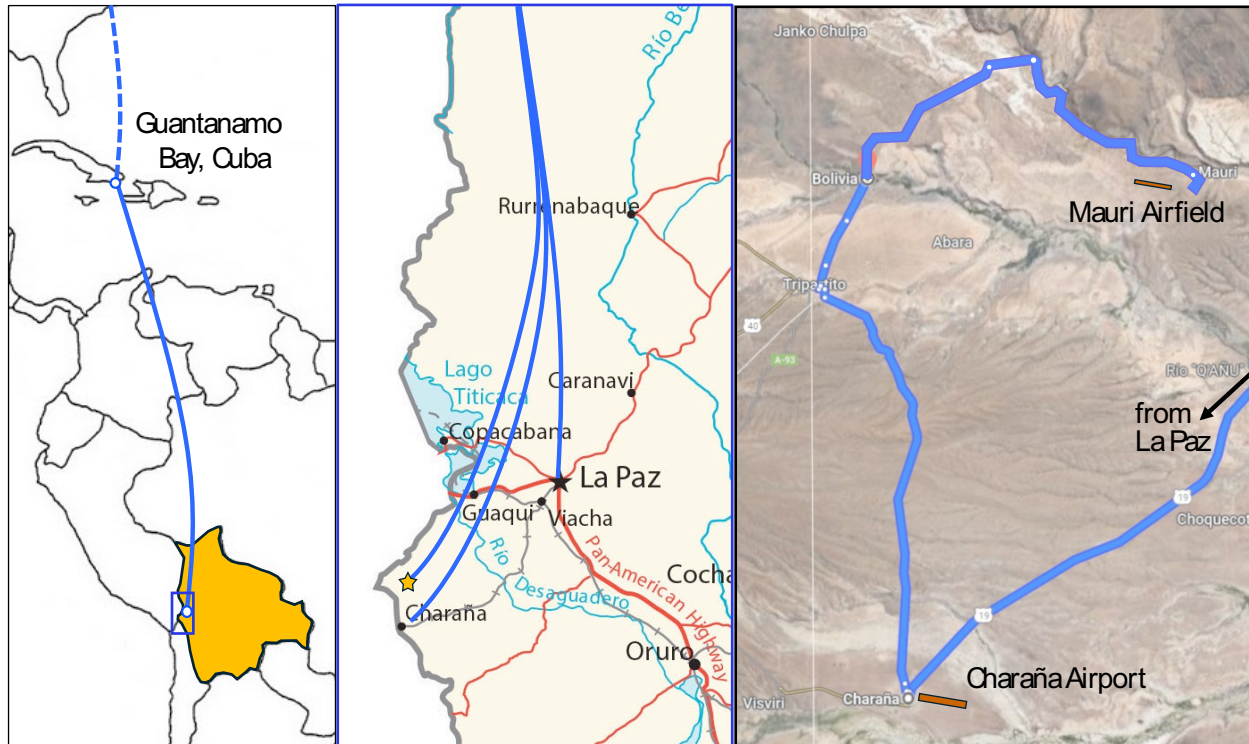 Guantanamo
Bay, Cuba
Río Be
Rurrenabaque
Lago
Titicaca
Caranavi
Copacabana
La Paz
Guaqui
Viacha
Río
Desaguadero
Pan-American Highway
Cocha
Charaña
Oruro
Janko Chulpa
Bolivia
Mauri
Mauri Airfield
Abara
Tripartito
40
A-93
Río "Q'AÑU"
from
La Paz
19
Choquecot
19
Charaña Airport
Visviri
Charaña